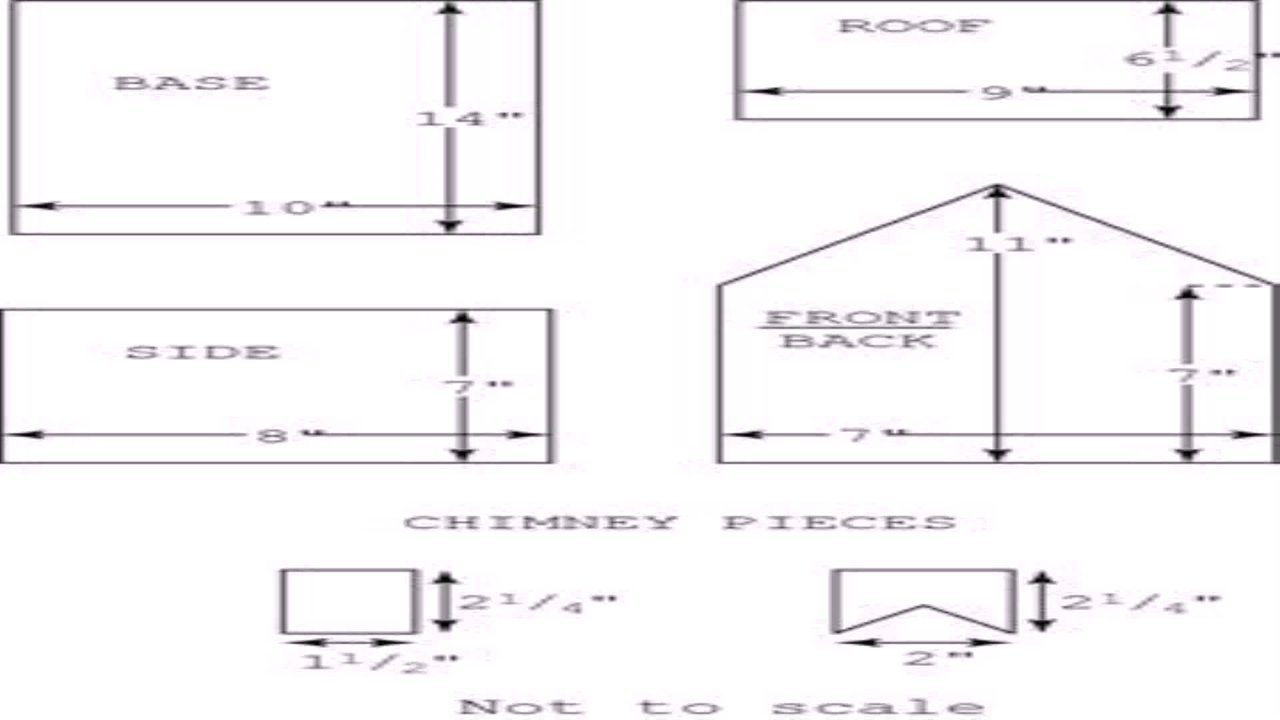 BASE
14"
10"
ROOF
6 1/2"
9"
SIDE
7"
8"
11"
FRONT
BACK
7"
7"
CHIMNEY PIECES
2 1/4"
1 1/2"
2 1/4"
2"
Not to scale